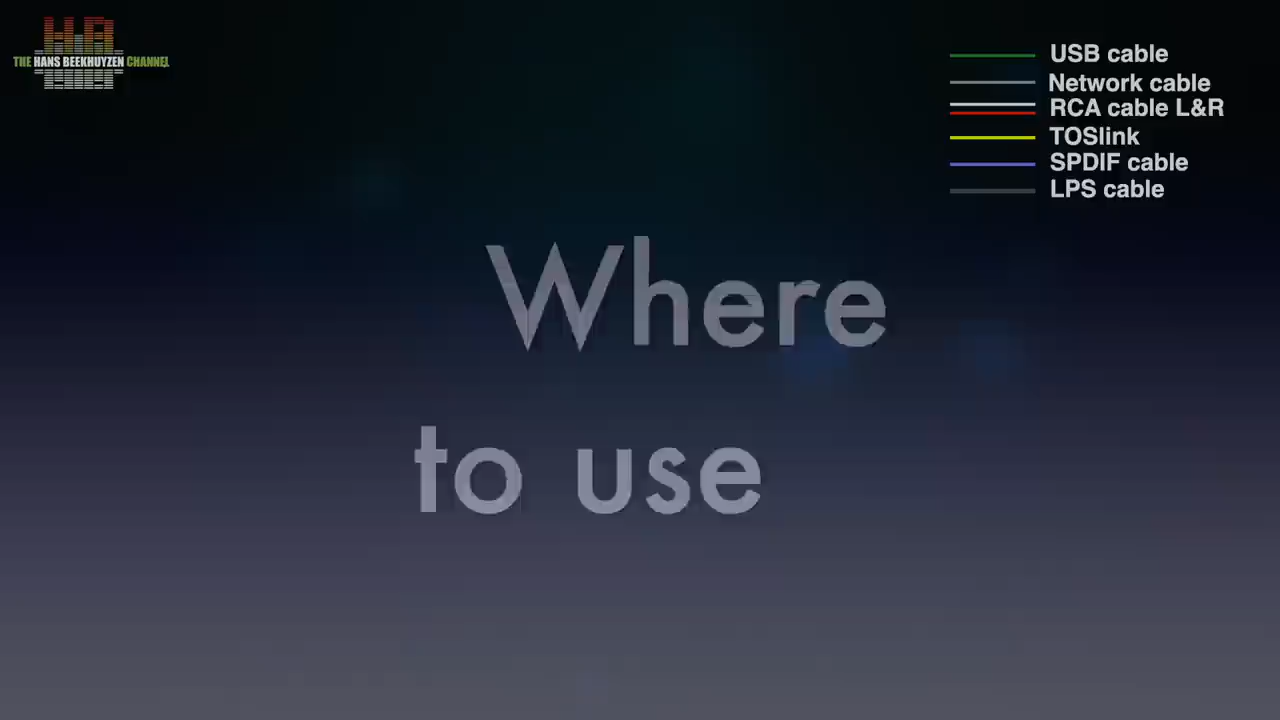 THE HANS BEEKHUYZEN CHANNEL
USB cable
Network cable
RCA cable L&R
TOSlink
SPDIF cable
LPS cable
Where
to use